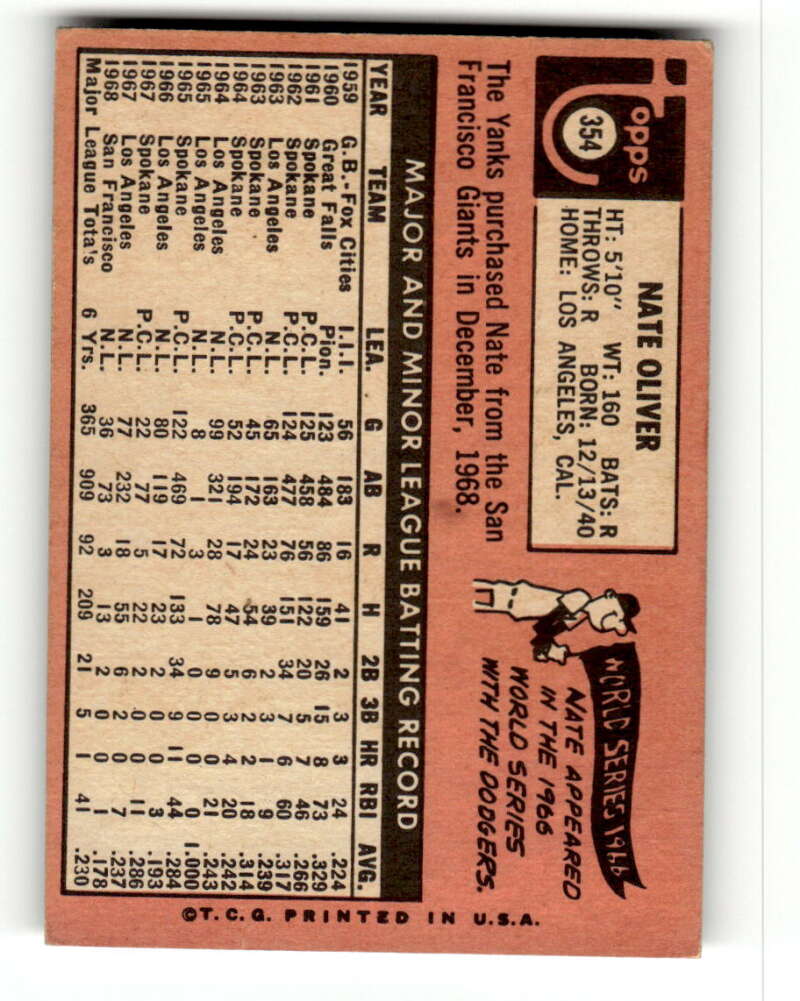 Topps
354
NATE OLIVER
HT: 5'10" WT: 160 BATS: R
THROWS: R BORN: 12/13/40
HOME: LOS ANGELES, CAL.
The Yanks purchased Nate from the San
Francisco Giants in December, 1968.
WORLD SERIES 1966
NATE APPEARED
IN THE 1966
WORLD SERIES
WITH THE DODGERS.
MAJOR AND MINOR LEAGUE BATTING RECORD
YEAR TEAM LEA. G AB R H 2B 3B HR RBI AVG.
1959 G.B.-Fox Cities I.I.I. 56 183 16 41 2 3 3 24 .224
1960 Great Falls Pion. 123 484 86 159 26 15 8 73 .329
1961 Spokane P.C.L. 125 458 56 122 20 5 7 46 .266
1962 Spokane P.C.L. 124 477 76 151 34 7 6 60 .317
1963 Los Angeles N.L. 65 163 23 39 2 3 1 9 .239
1963 Spokane P.C.L. 45 172 24 54 6 2 2 18 .314
1964 Spokane P.C.L. 52 194 17 47 5 3 4 20 .242
1964 Los Angeles N.L. 99 321 28 78 9 0 0 21 .243
1965 Los Angeles N.L. 8 1 3 1 0 0 0 0 1.000
1965 Spokane P.C.L. 122 469 72 133 34 9 11 44 .284
1966 Los Angeles N.L. 80 119 17 23 2 0 0 3 .193
1967 Spokane P.C.L. 22 77 5 22 2 0 0 11 .286
1967 Los Angeles N.L. 77 232 18 55 6 2 0 7 .237
1968 San Francisco N.L. 36 73 3 13 2 0 0 1 .178
Major League Tota's 6 Yrs. 365 909 92 209 21 5 1 41 .230
©T.C.G. PRINTED IN U.S.A.